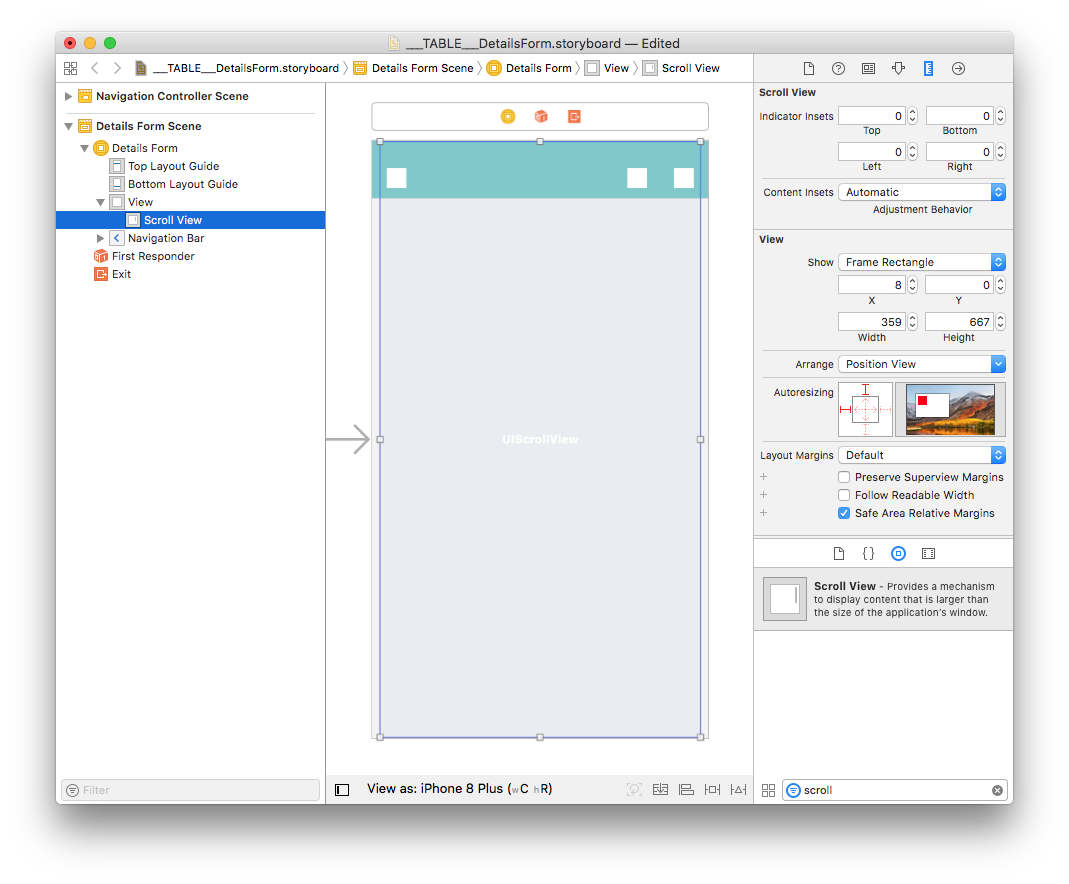 ___TABLE___DetailsForm.storyboard — Edited
___TABLE___DetailsForm.storyboard
Details Form Scene
Details Form
View
Scroll View
Navigation Controller Scene
Details Form Scene
Details Form
Top Layout Guide
Bottom Layout Guide
View
Scroll View
Navigation Bar
First Responder
Exit
Filter
UIScrollView
View as: iPhone 8 Plus (wC hR)
Scroll View
Indicator Insets 0 0
Top Bottom
0 0
Left Right
Content Insets Automatic
Adjustment Behavior
View
Show Frame Rectangle
8 0
X Y
359 667
Width Height
Arrange Position View
Autoresizing
Layout Margins Default
Preserve Superview Margins
Follow Readable Width
Safe Area Relative Margins
{ }
Scroll View - Provides a mechanism
to display content that is larger than
the size of the application's window.
scroll